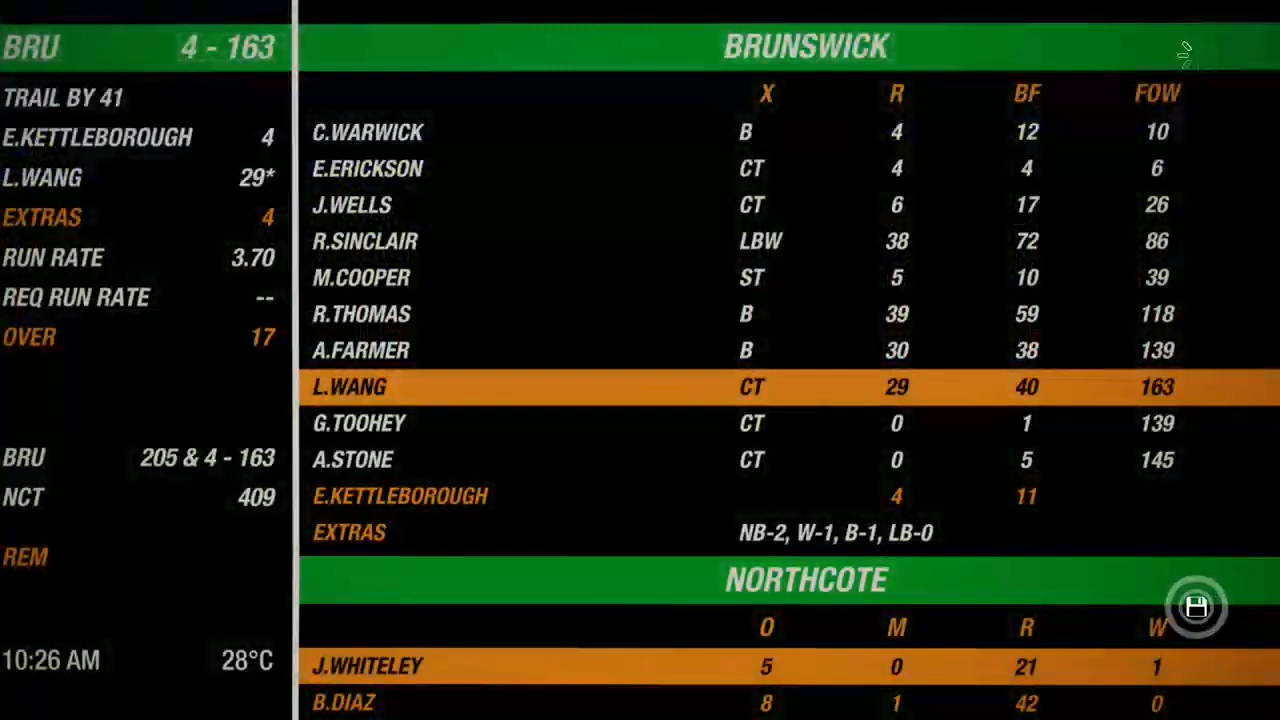 BRU 4 - 163
TRAIL BY 41
E.KETTLEBOROUGH 4
L.WANG 29*
EXTRAS 4
RUN RATE 3.70
REQ RUN RATE --
OVER 17
BRU 205 & 4 - 163
NCT 409
REM
10:26 AM 28°C
BRUNSWICK
X R BF FOW
C.WARWICK B 4 12 10
E.ERICKSON CT 4 4 6
J.WELLS CT 6 17 26
R.SINCLAIR LBW 38 72 86
M.COOPER ST 5 10 39
R.THOMAS B 39 59 118
A.FARMER B 30 38 139
L.WANG CT 29 40 163
G.TOOHEY CT 0 1 139
A.STONE CT 0 5 145
E.KETTLEBOROUGH 4 11
EXTRAS NB-2, W-1, B-1, LB-0
NORTHCOTE
O M R W
J.WHITELEY 5 0 21 1
B.DIAZ 8 1 42 0